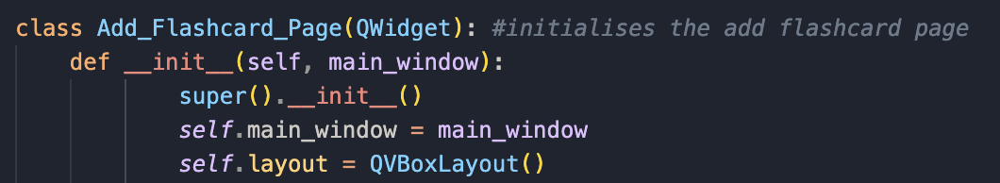 class Add_Flashcard_Page(QWidget): #initialises the add flashcard page
    def __init__(self, main_window):
            super().__init__()
            self.main_window = main_window
            self.layout = QVBoxLayout()